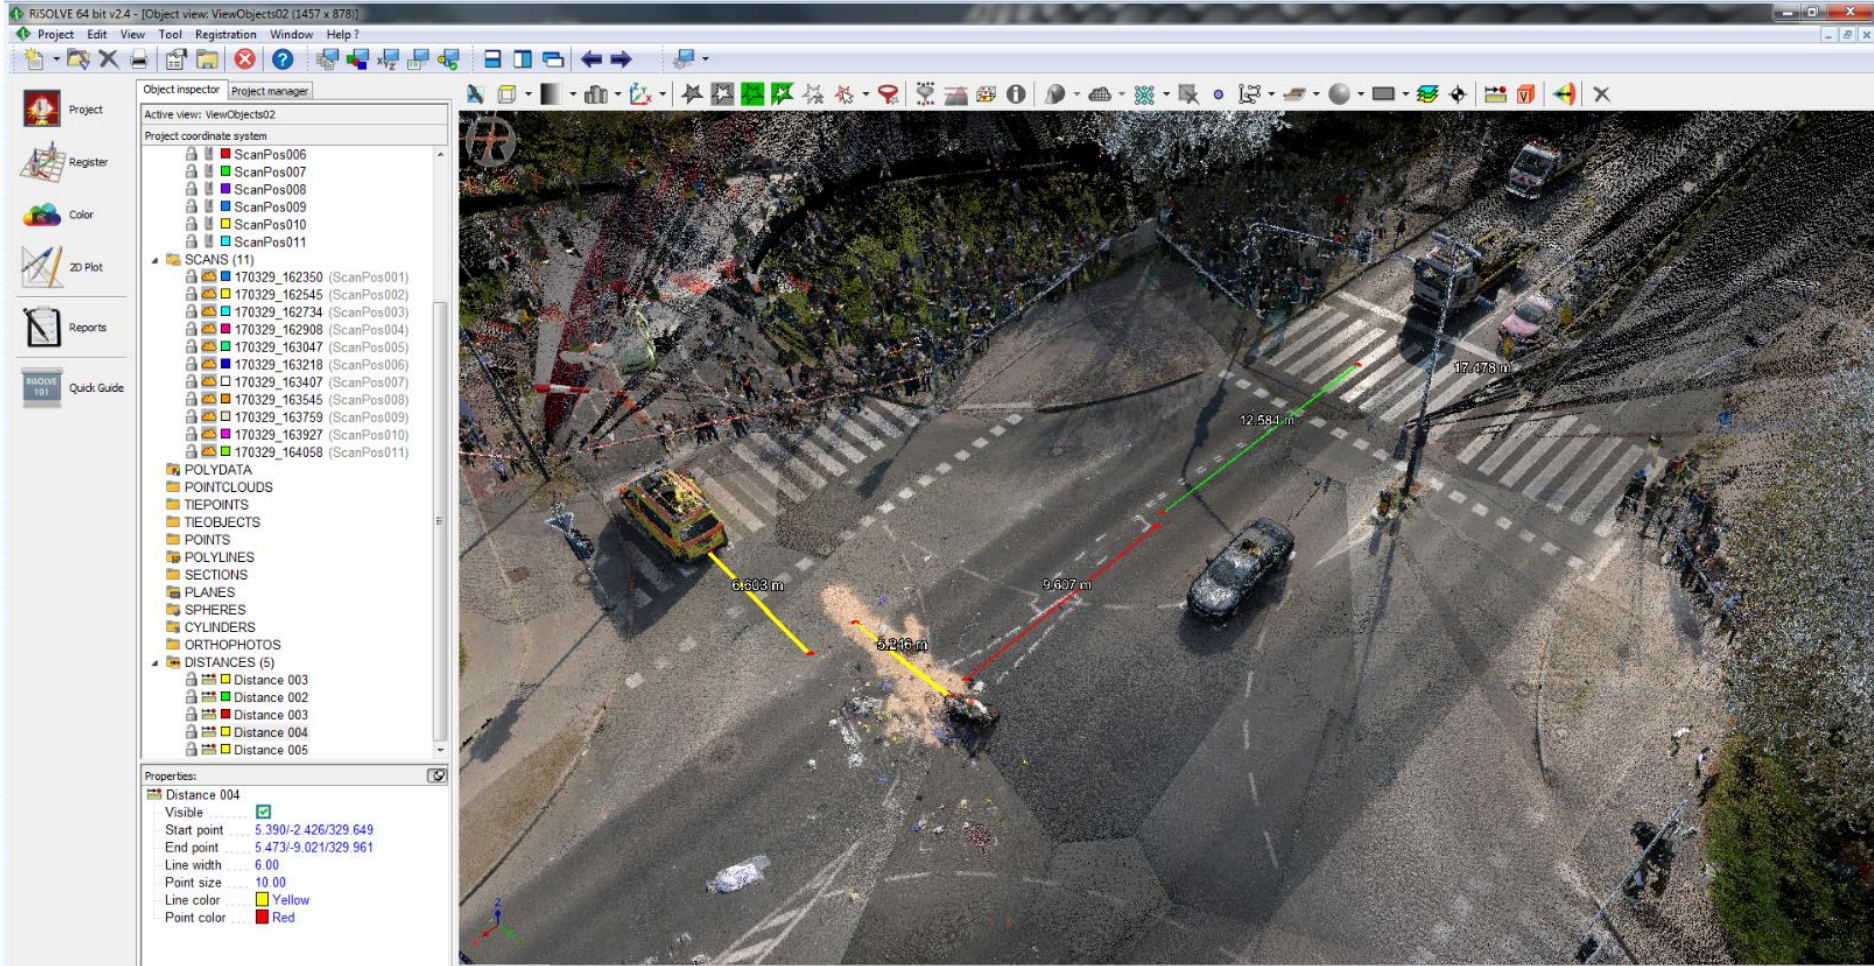 RiSOLVE 64 bit v2.4 - [Object view: ViewObjects02 (1457 x 878)]
Project Edit View Tool Registration Window Help ?
Project
Register
Color
2D Plot
Reports
RiSOLVE
101
Quick Guide
Object inspector Project manager
Active view: ViewObjects02
Project coordinate system
ScanPos006
ScanPos007
ScanPos008
ScanPos009
ScanPos010
ScanPos011
SCANS (11)
170329_162350 (ScanPos001)
170329_162545 (ScanPos002)
170329_162734 (ScanPos003)
170329_162908 (ScanPos004)
170329_163047 (ScanPos005)
170329_163218 (ScanPos006)
170329_163407 (ScanPos007)
170329_163545 (ScanPos008)
170329_163759 (ScanPos009)
170329_163927 (ScanPos010)
170329_164058 (ScanPos011)
POLYDATA
POINTCLOUDS
TIEPOINTS
TIEOBJECTS
POINTS
POLYLINES
SECTIONS
PLANES
SPHERES
CYLINDERS
ORTHOPHOTOS
DISTANCES (5)
Distance 003
Distance 002
Distance 003
Distance 004
Distance 005
Properties:
Distance 004
Visible
Start point 5.390/-2.426/329.649
End point 5.473/-9.021/329.961
Line width 6.00
Point size 10.00
Line color Yellow
Point color Red
17.478 m
12.584 m
6.603 m
9.607 m
5.246 m
Z